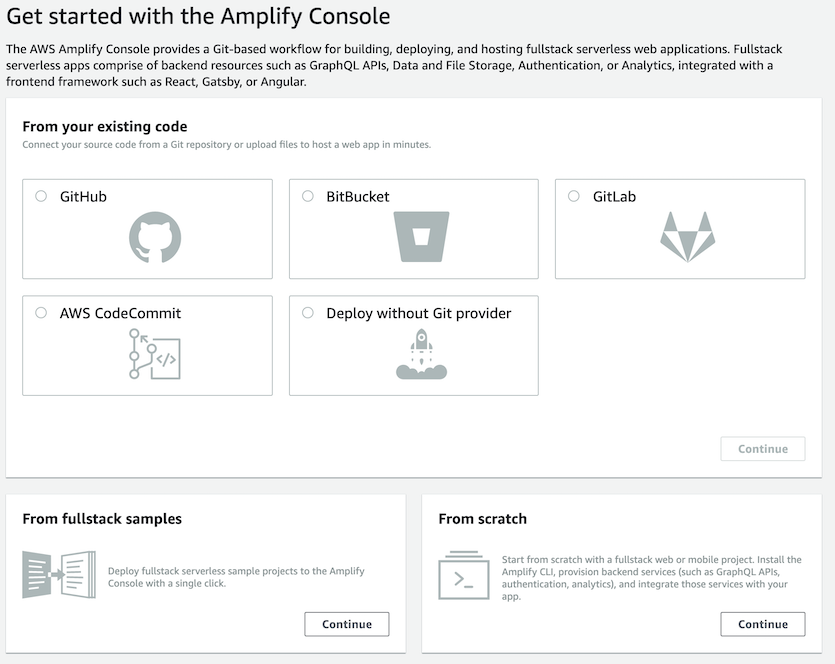 Get started with the Amplify Console
The AWS Amplify Console provides a Git-based workflow for building, deploying, and hosting fullstack serverless web applications. Fullstack
serverless apps comprise of backend resources such as GraphQL APIs, Data and File Storage, Authentication, or Analytics, integrated with a
frontend framework such as React, Gatsby, or Angular.
From your existing code
Connect your source code from a Git repository or upload files to host a web app in minutes.
GitHub
BitBucket
GitLab
AWS CodeCommit
Deploy without Git provider
Continue
From fullstack samples
Deploy fullstack serverless sample projects to the Amplify
Console with a single click.
Continue
From scratch
Start from scratch with a fullstack web or mobile project. Install the
Amplify CLI, provision backend services (such as GraphQL APIs,
authentication, analytics), and integrate those services with your
app.
Continue